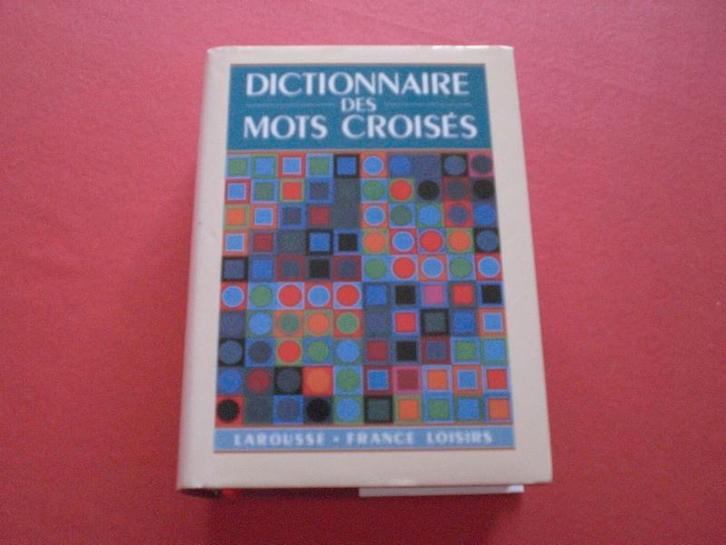 DICTIONNAIRE
DES
MOTS CROISÉS
LAROUSSE • FRANCE LOISIRS